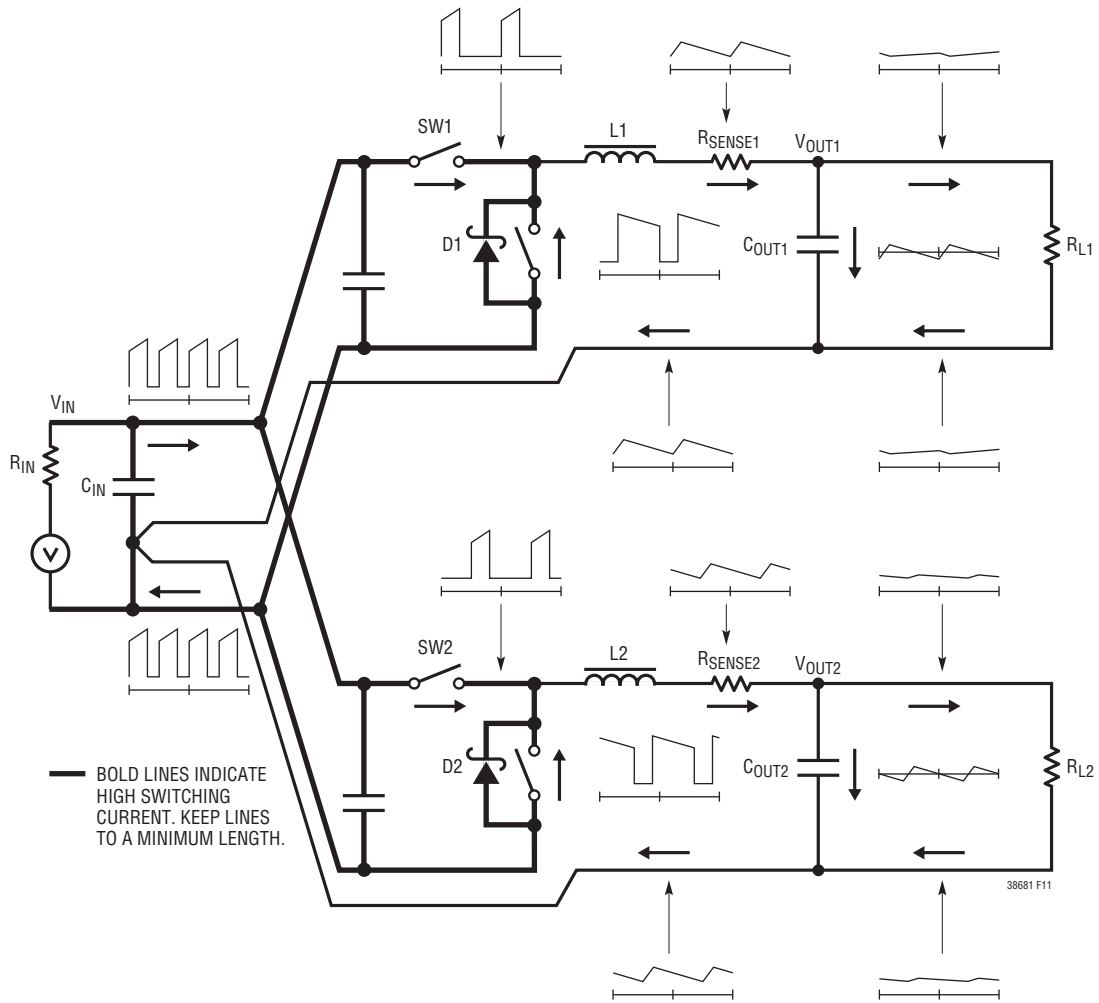 SW1
L1
RSENSE1
VOUT1
D1
COUT1
RL1
VIN
RIN
CIN
V
SW2
L2
RSENSE2
VOUT2
D2
COUT2
RL2
BOLD LINES INDICATE
HIGH SWITCHING
CURRENT. KEEP LINES
TO A MINIMUM LENGTH.
38681 F11